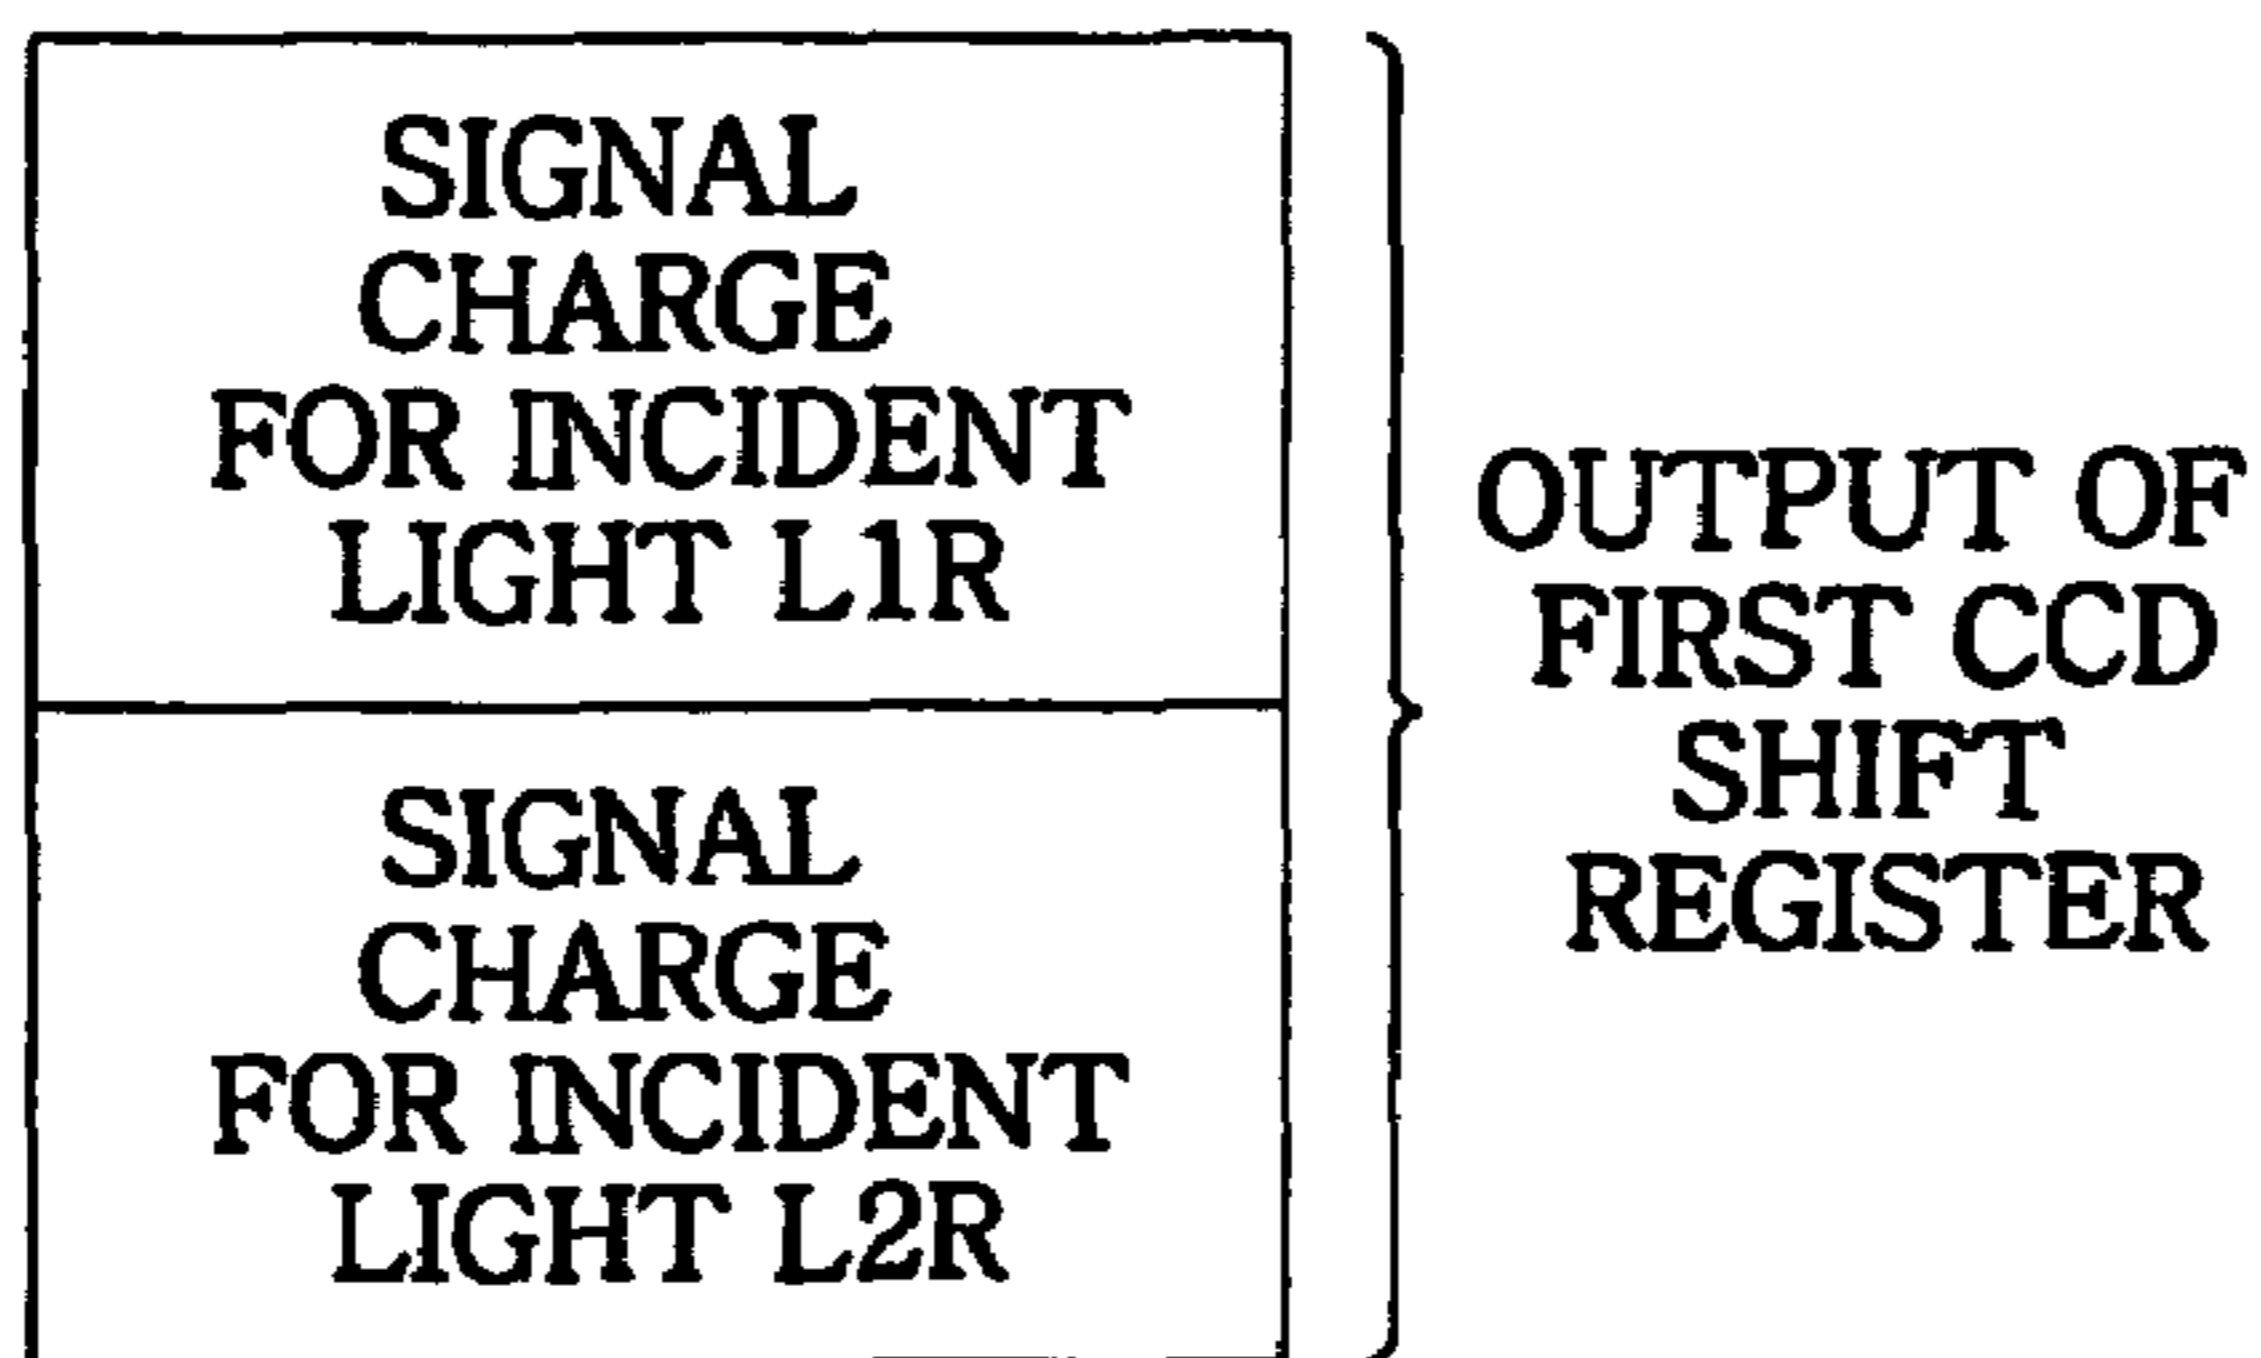 SIGNAL
CHARGE
FOR INCIDENT
LIGHT L1R
SIGNAL
CHARGE
FOR INCIDENT
LIGHT L2R
OUTPUT OF
FIRST CCD
SHIFT
REGISTER